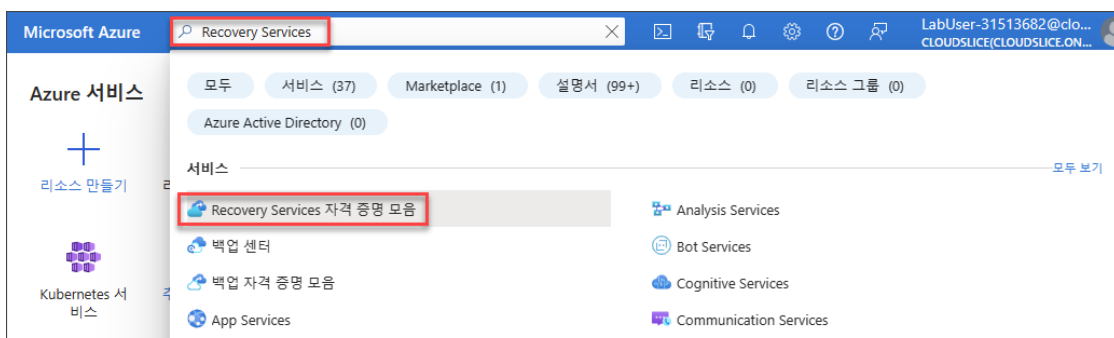 Microsoft Azure
Recovery Services
LabUser-31513682@clo...
CLOUDSLICE(CLOUDSLICE.ON...
Azure 서비스
모두
서비스 (37)
Marketplace (1)
설명서 (99+)
리소스 (0)
리소스 그룹 (0)
Azure Active Directory (0)
리소스 만들기
서비스
모두 보기
Recovery Services 자격 증명 모음
Analysis Services
백업 센터
Bot Services
Kubernetes 서
비스
백업 자격 증명 모음
Cognitive Services
App Services
Communication Services